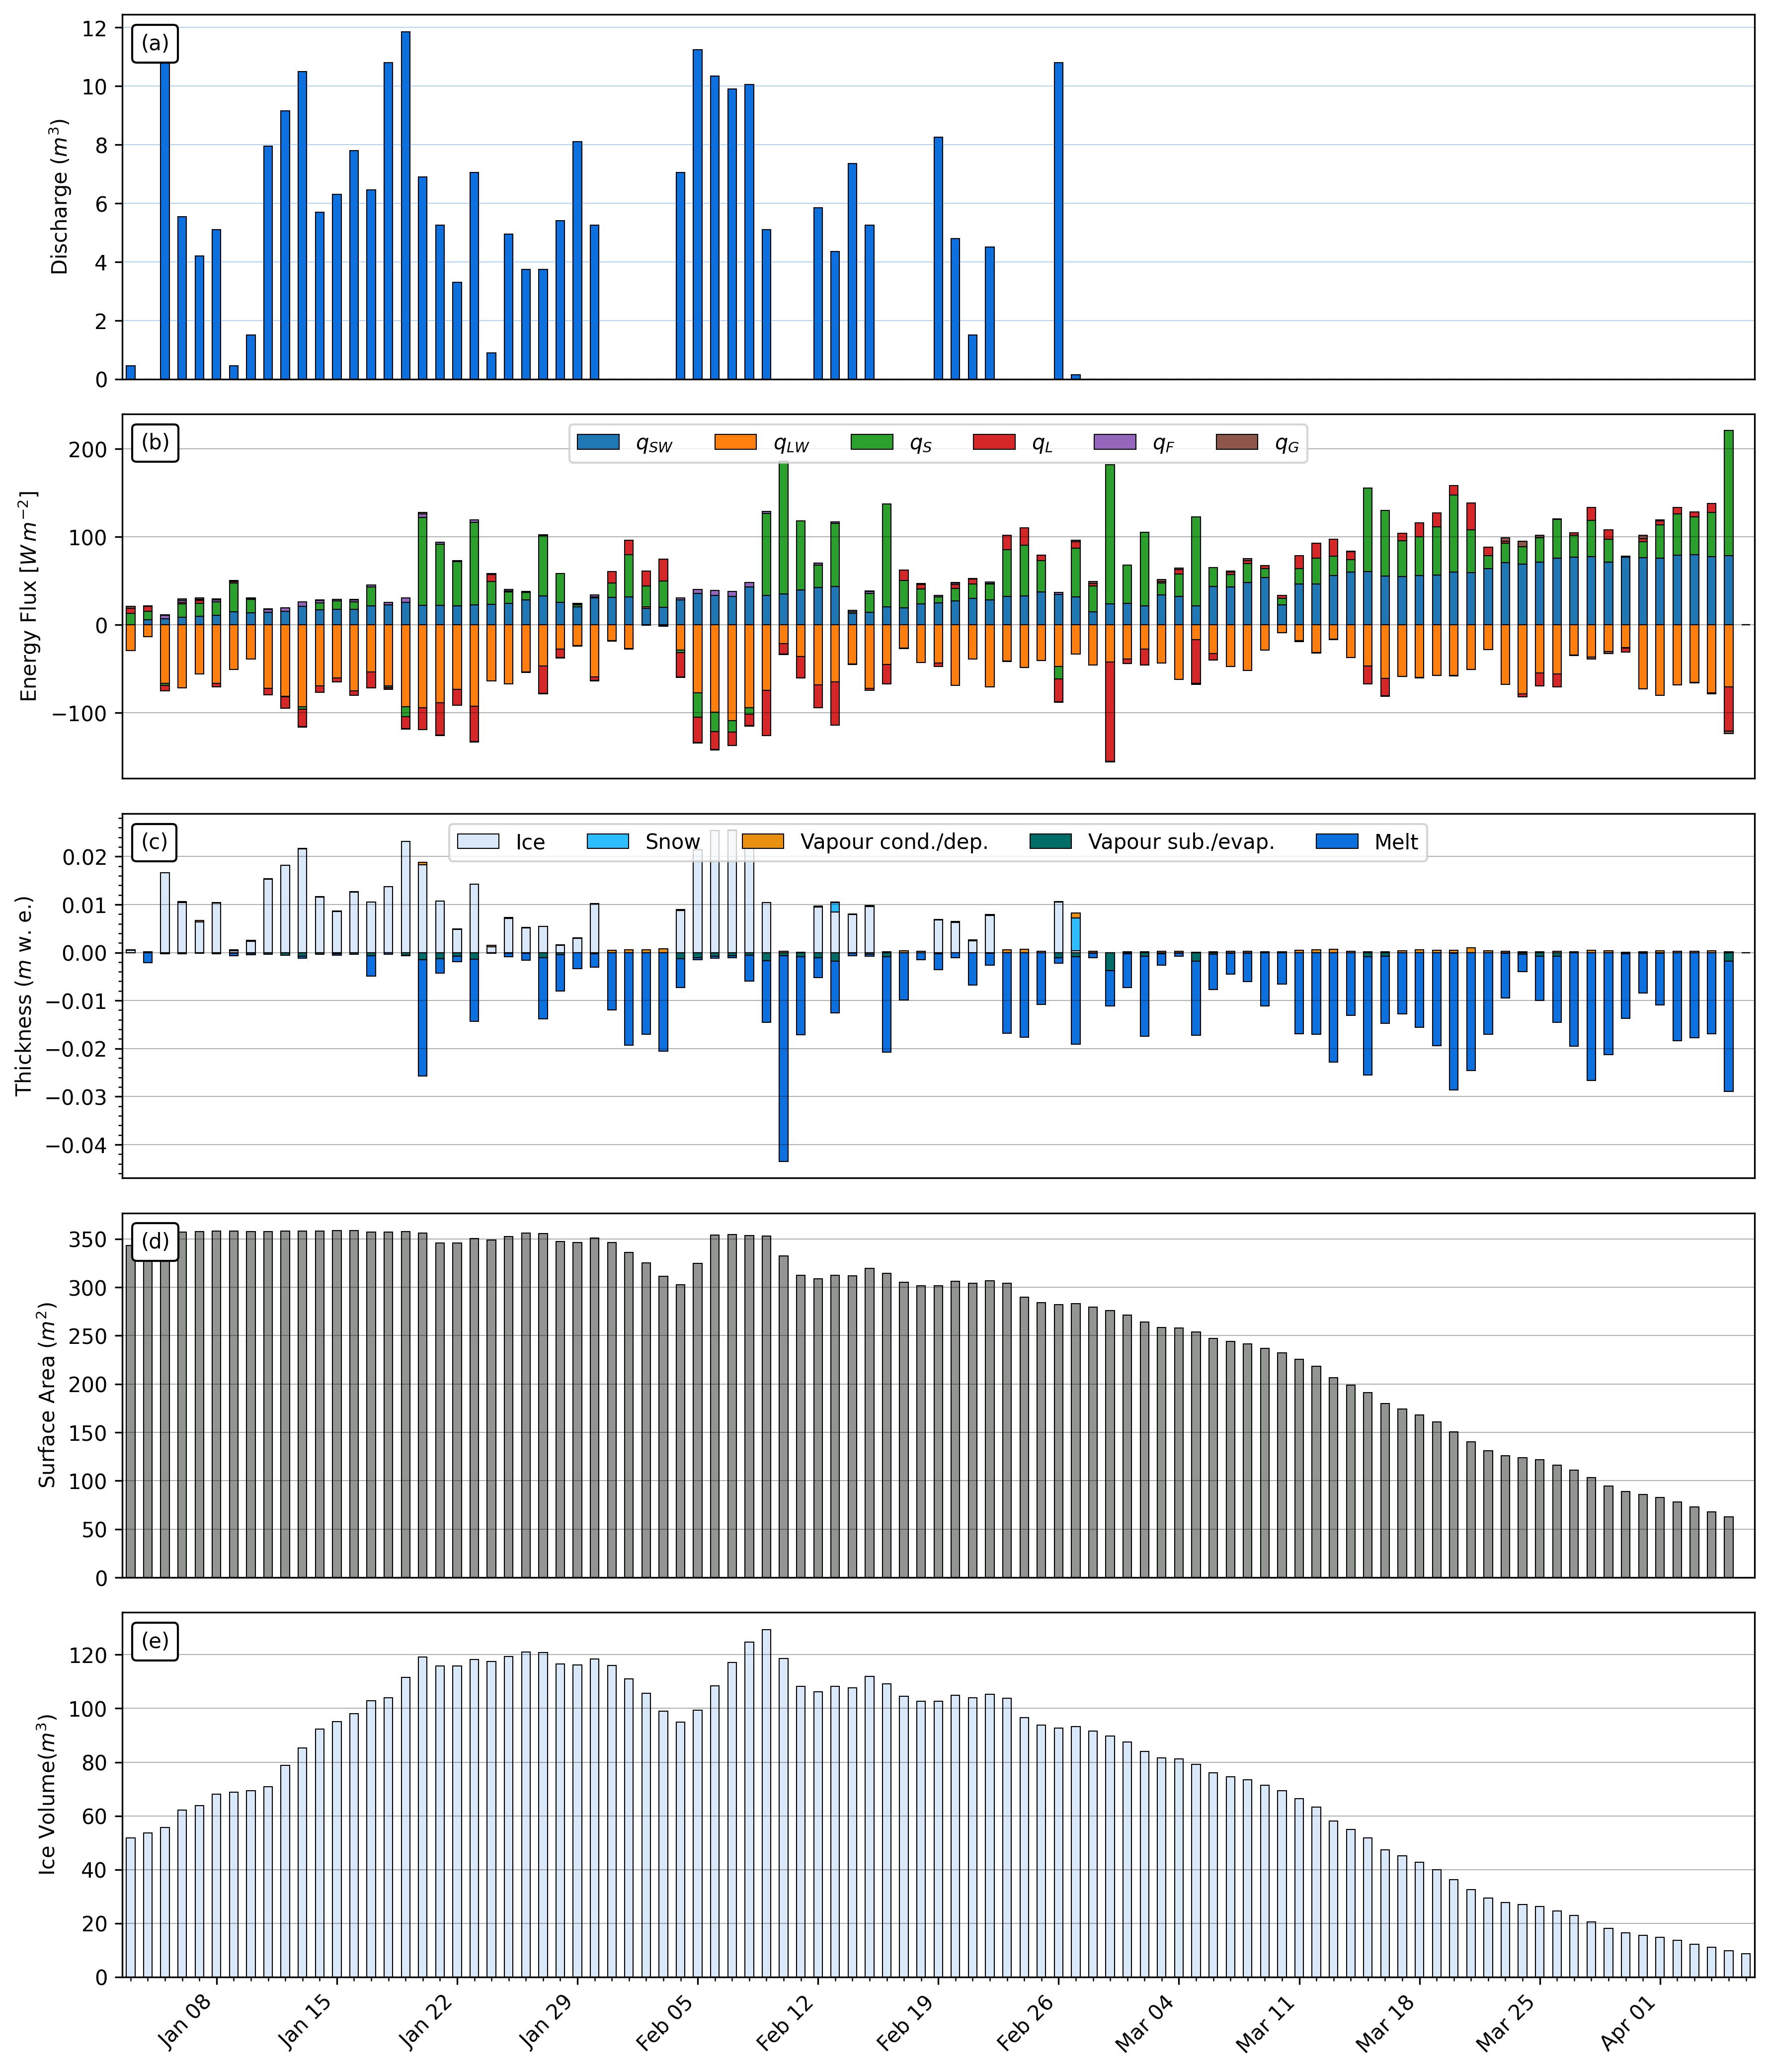 (a)
12
10
8
6
4
2
0
Discharge (m³)
(b)
q_SW q_LW q_S q_L q_F q_G
200
100
0
−100
Energy Flux [W m⁻²]
(c)
Ice Snow Vapour cond./dep. Vapour sub./evap. Melt
0.02
0.01
0.00
−0.01
−0.02
−0.03
−0.04
Thickness (m w. e.)
(d)
350
300
250
200
150
100
50
0
Surface Area (m²)
(e)
120
100
80
60
40
20
0
Ice Volume(m³)
Jan 08 Jan 15 Jan 22 Jan 29 Feb 05 Feb 12 Feb 19 Feb 26 Mar 04 Mar 11 Mar 18 Mar 25 Apr 01